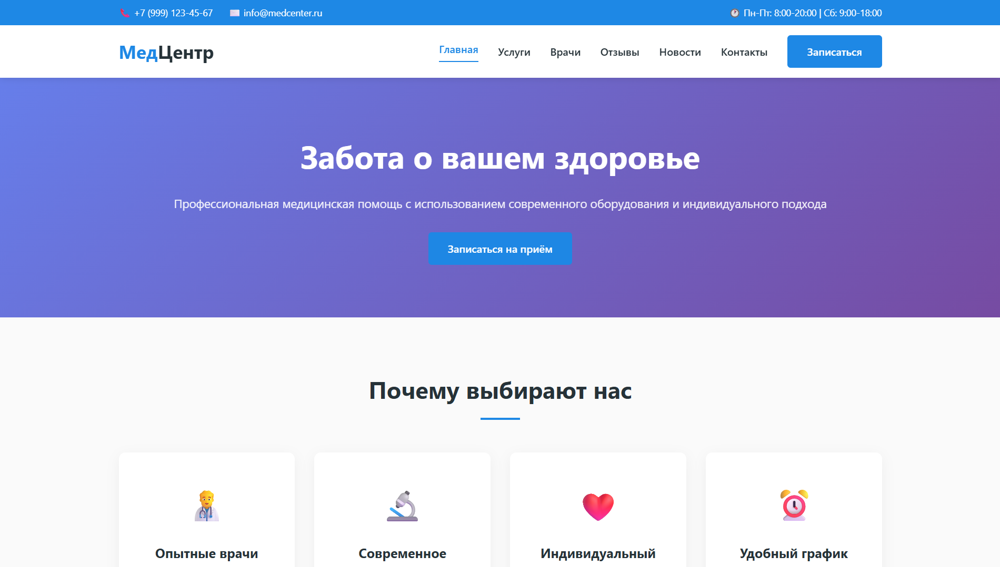 +7 (999) 123-45-67 info@medcenter.ru Пн-Пт: 8:00-20:00 | Сб: 9:00-18:00
МедЦентр Главная Услуги Врачи Отзывы Новости Контакты Записаться
Забота о вашем здоровье
Профессиональная медицинская помощь с использованием современного оборудования и индивидуального подхода
Записаться на приём
Почему выбирают нас
Опытные врачи Современное Индивидуальный Удобный график